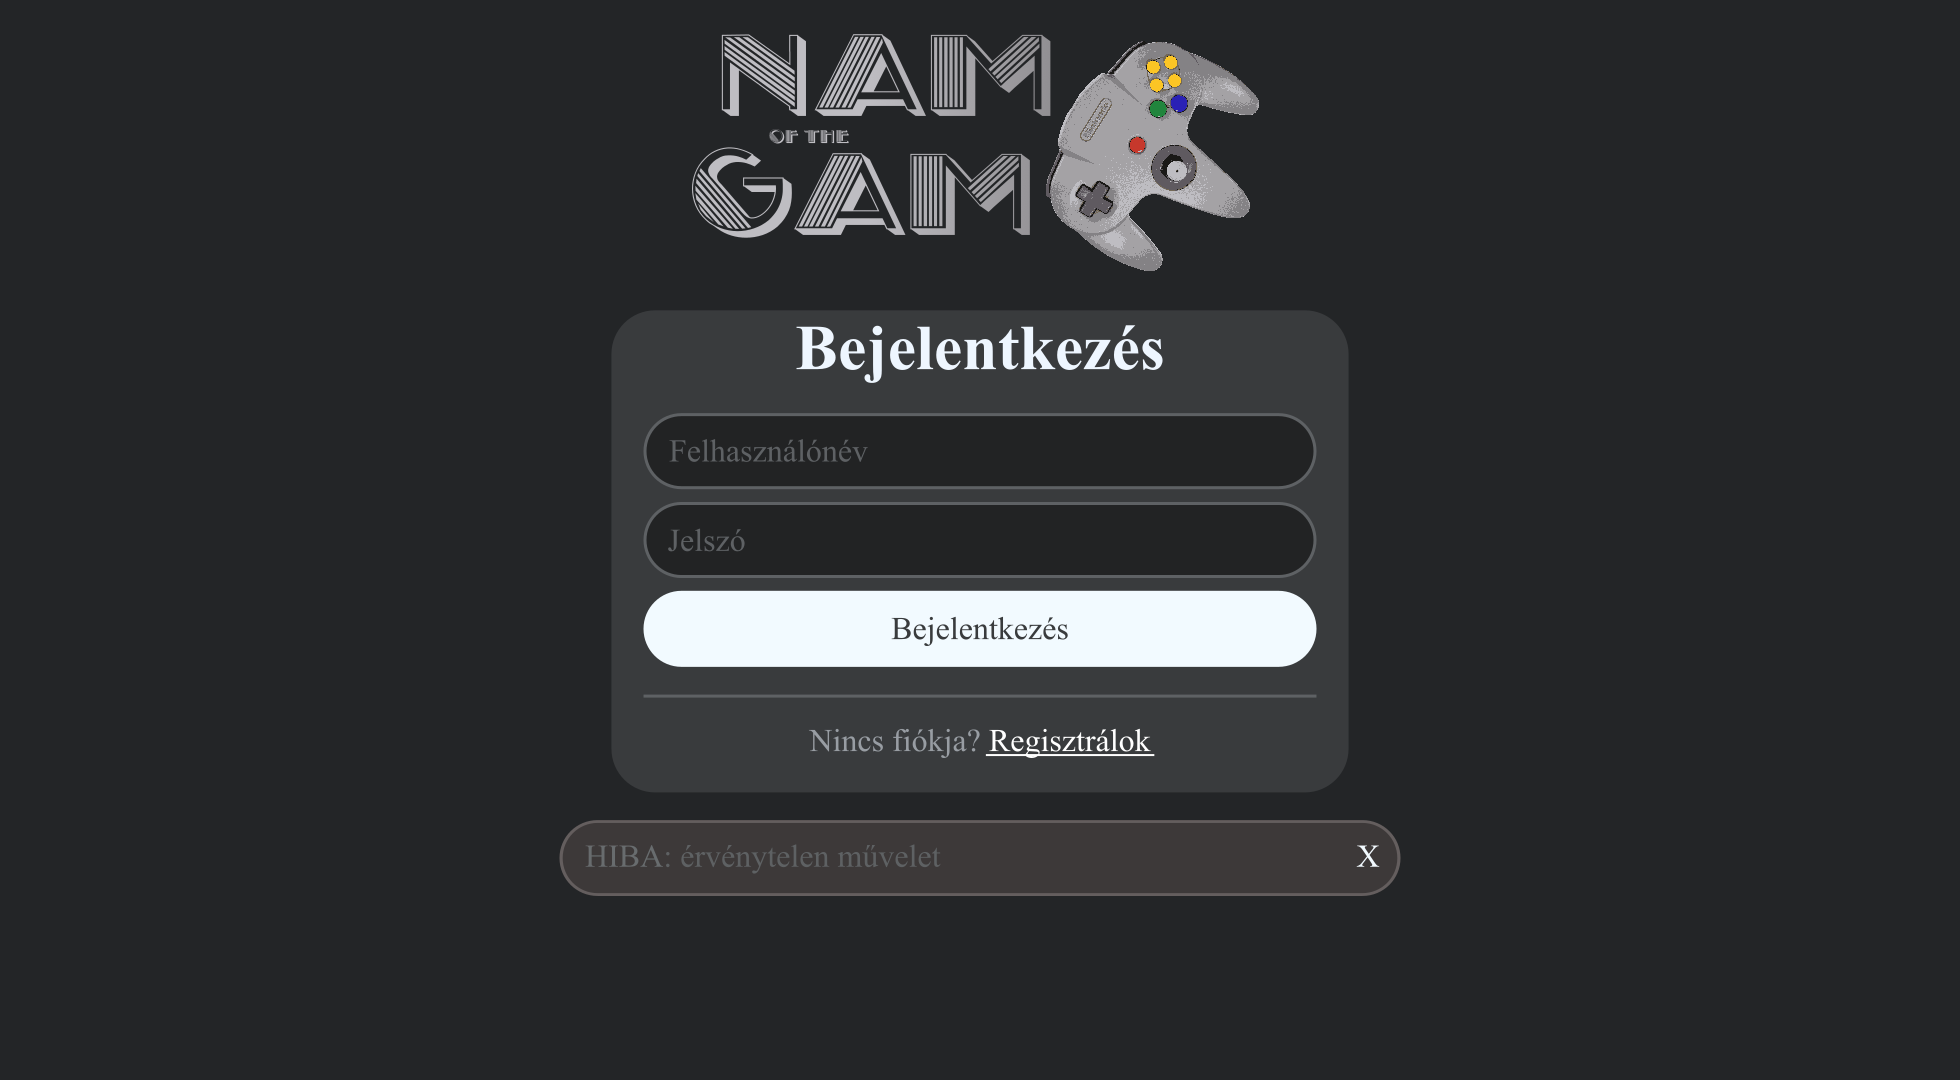 NAM
OF THE
GAM
Bejelentkezés
Felhasználónév
Jelszó
Bejelentkezés
Nincs fiókja? Regisztrálok
HIBA: érvénytelen művelet X